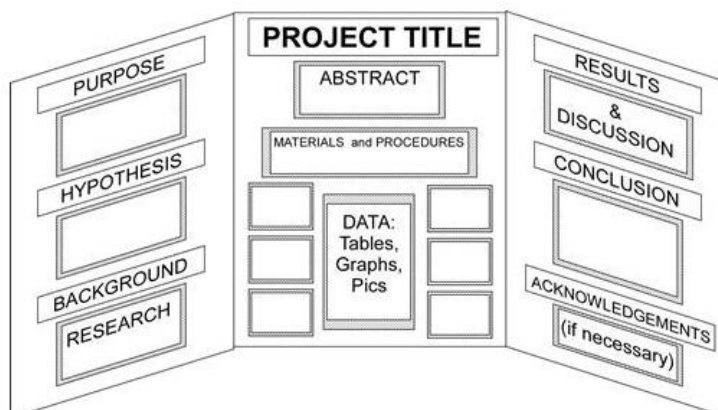 PURPOSE
HYPOTHESIS
BACKGROUND
RESEARCH
PROJECT TITLE
ABSTRACT
MATERIALS and PROCEDURES
DATA:
Tables,
Graphs,
Pics
RESULTS
&
DISCUSSION
CONCLUSION
ACKNOWLEDGEMENTS
(if necessary)